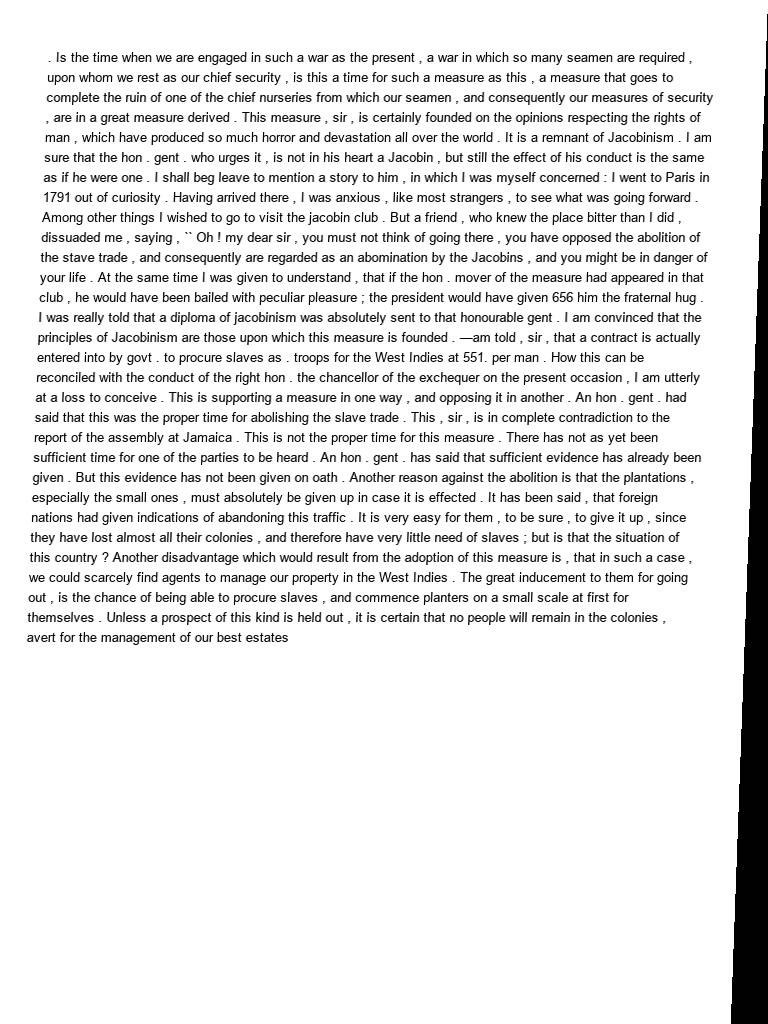 . Is the time when we are engaged in such a war as the present , a war in which so many seamen are required ,
upon whom we rest as our chief security , is this a time for such a measure as this , a measure that goes to
complete the ruin of one of the chief nurseries from which our seamen , and consequently our measures of security
, are in a great measure derived . This measure , sir , is certainly founded on the opinions respecting the rights of
man , which have produced so much horror and devastation all over the world . It is a remnant of Jacobinism . I am
sure that the hon . gent . who urges it , is not in his heart a Jacobin , but still the effect of his conduct is the same
as if he were one . I shall beg leave to mention a story to him , in which I was myself concerned : I went to Paris in
1791 out of curiosity . Having arrived there , I was anxious , like most strangers , to see what was going forward .
Among other things I wished to go to visit the jacobin club . But a friend , who knew the place bitter than I did ,
dissuaded me , saying , `` Oh ! my dear sir , you must not think of going there , you have opposed the abolition of
the stave trade , and consequently are regarded as an abomination by the Jacobins , and you might be in danger of
your life . At the same time I was given to understand , that if the hon . mover of the measure had appeared in that
club , he would have been bailed with peculiar pleasure ; the president would have given 656 him the fraternal hug .
I was really told that a diploma of jacobinism was absolutely sent to that honourable gent . I am convinced that the
principles of Jacobinism are those upon which this measure is founded . —am told , sir , that a contract is actually
entered into by govt . to procure slaves as . troops for the West Indies at 551. per man . How this can be
reconciled with the conduct of the right hon . the chancellor of the exchequer on the present occasion , I am utterly
at a loss to conceive . This is supporting a measure in one way , and opposing it in another . An hon . gent . had
said that this was the proper time for abolishing the slave trade . This , sir , is in complete contradiction to the
report of the assembly at Jamaica . This is not the proper time for this measure . There has not as yet been
sufficient time for one of the parties to be heard . An hon . gent . has said that sufficient evidence has already been
given . But this evidence has not been given on oath . Another reason against the abolition is that the plantations ,
especially the small ones , must absolutely be given up in case it is effected . It has been said , that foreign
nations had given indications of abandoning this traffic . It is very easy for them , to be sure , to give it up , since
they have lost almost all their colonies , and therefore have very little need of slaves ; but is that the situation of
this country ? Another disadvantage which would result from the adoption of this measure is , that in such a case ,
we could scarcely find agents to manage our property in the West Indies . The great inducement to them for going
out , is the chance of being able to procure slaves , and commence planters on a small scale at first for
themselves . Unless a prospect of this kind is held out , it is certain that no people will remain in the colonies ,
avert for the management of our best estates